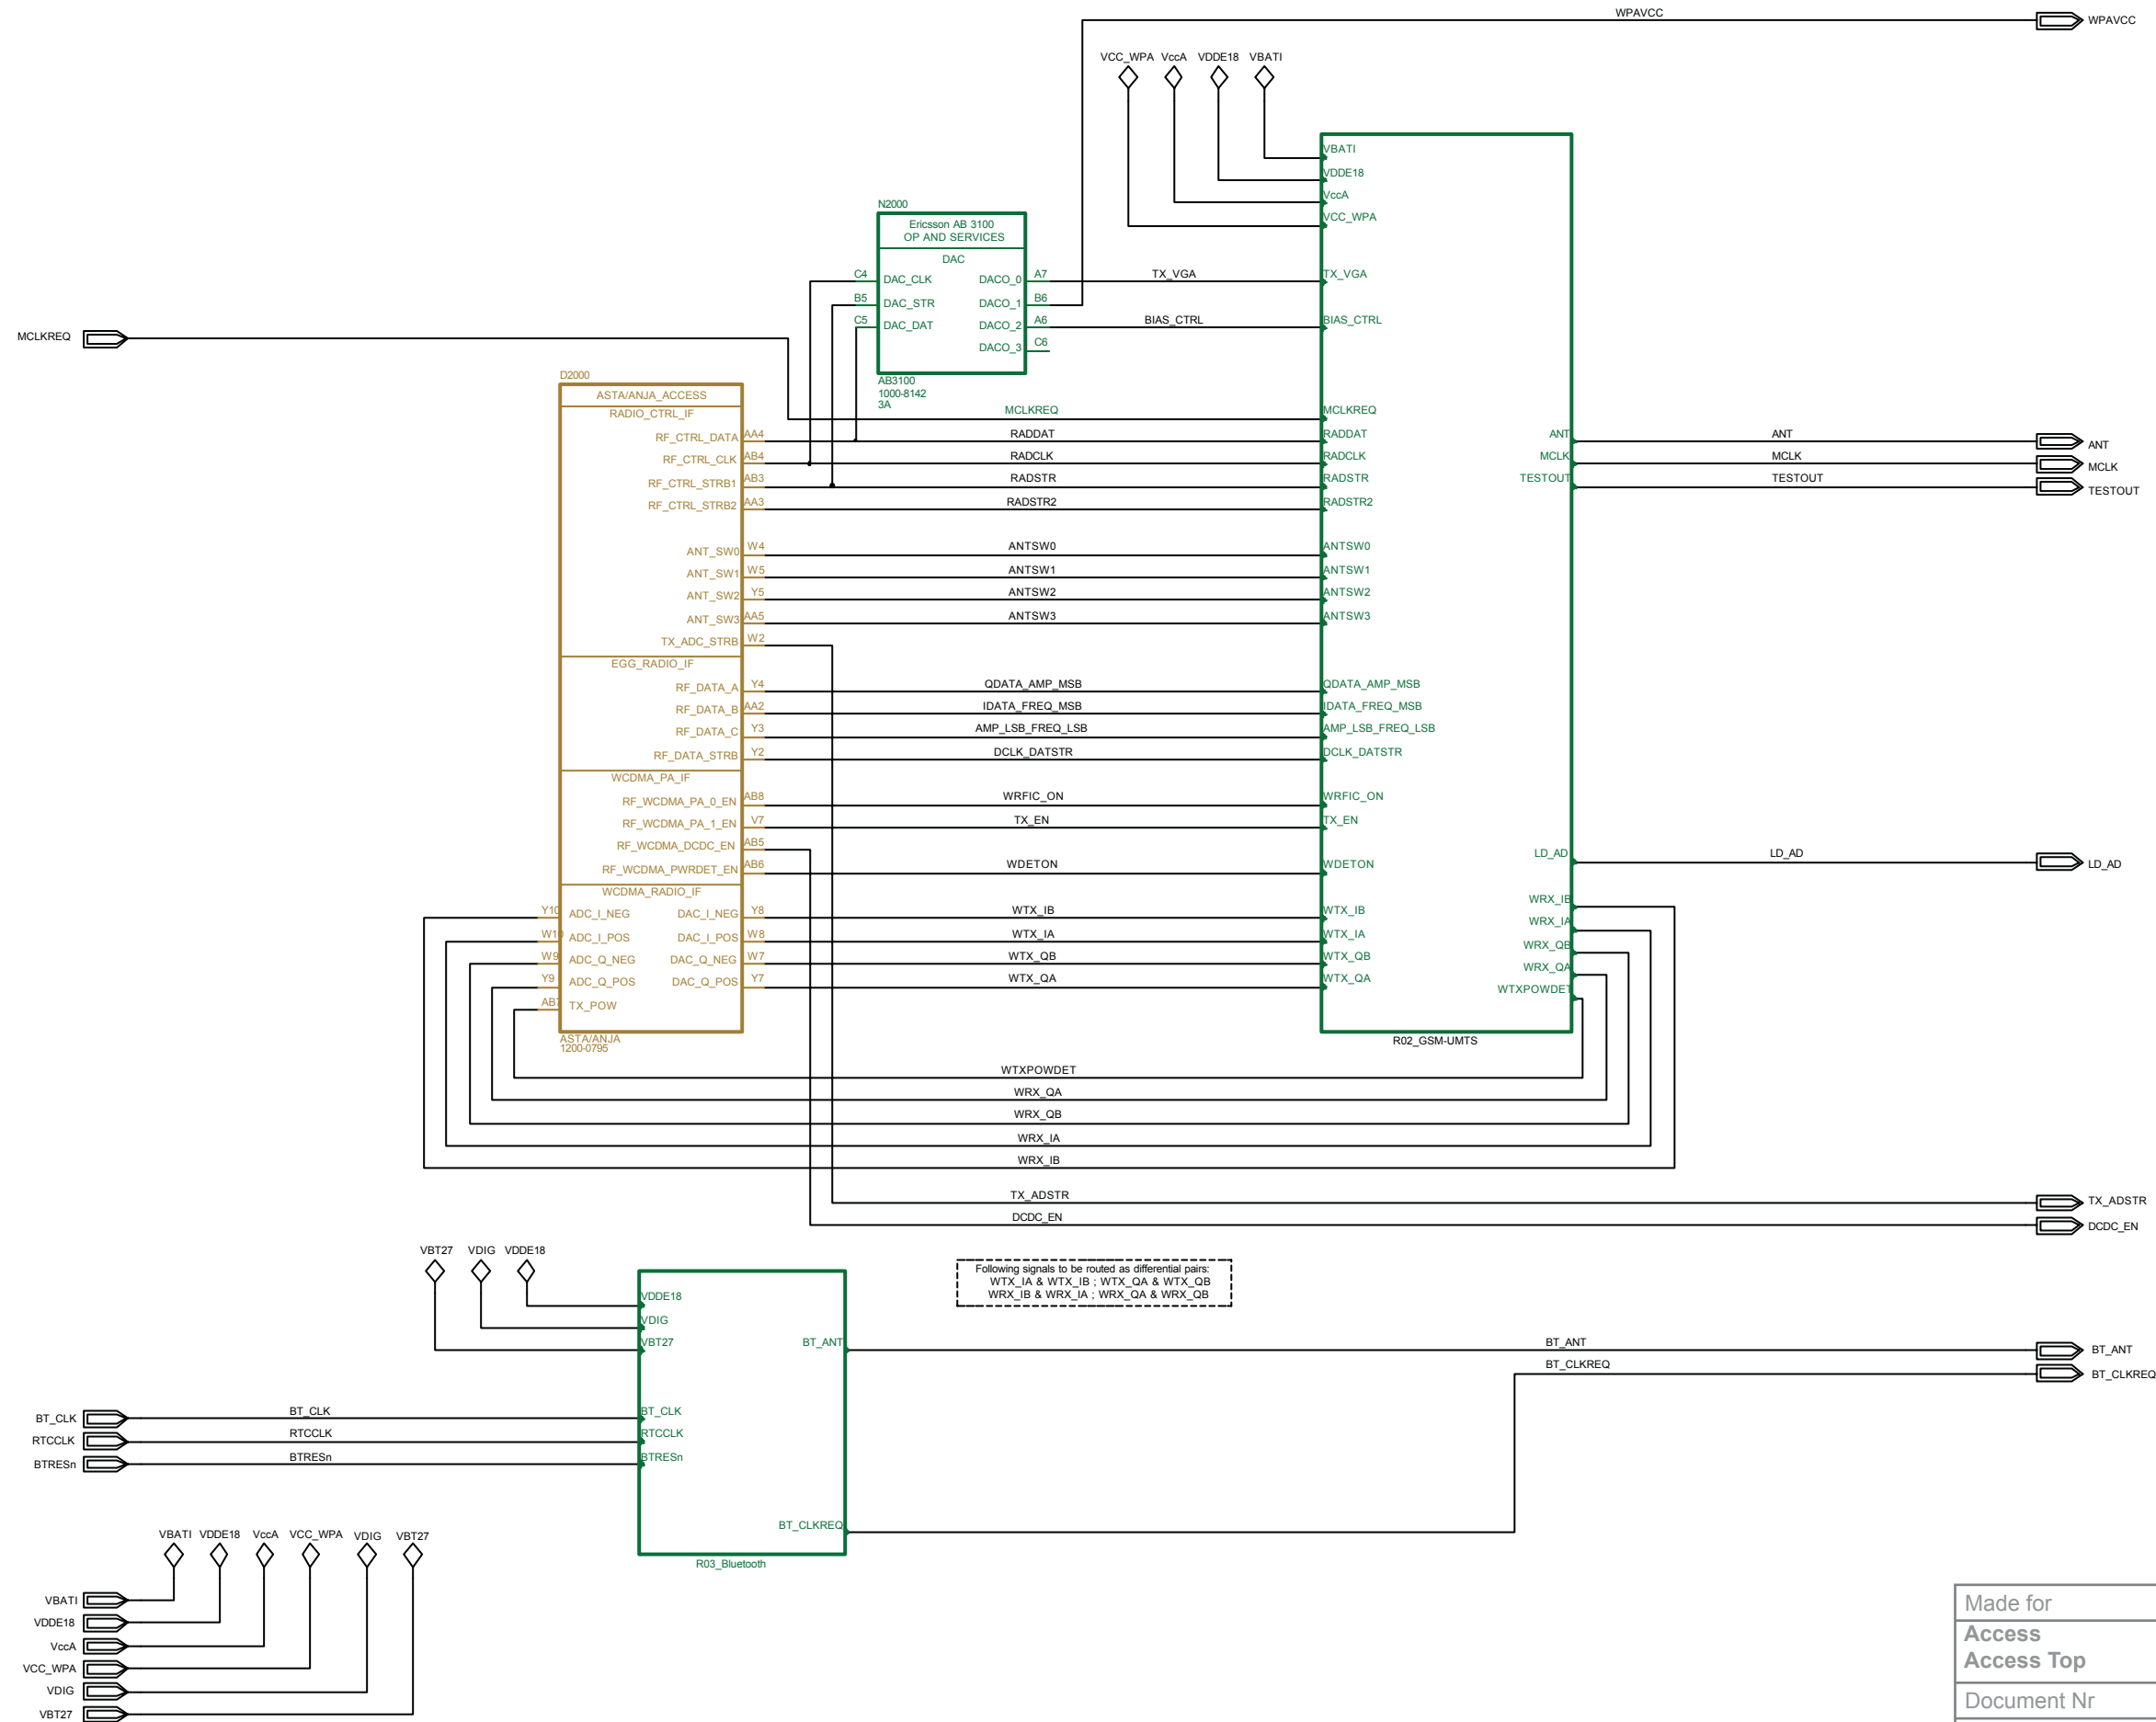 WPAVCC
WPAVCC
VCC_WPA VccA VDDE18 VBATI
VBATI
VDDE18
VccA
VCC_WPA
N2000
Ericsson AB 3100
OP AND SERVICES
DAC
C4 DAC_CLK DACO_0 A7 TX_VGA TX_VGA
B5 DAC_STR DACO_1 B6
C5 DAC_DAT DACO_2 A6 BIAS_CTRL BIAS_CTRL
DACO_3 C6
AB3100
1000-8142
3A
MCLKREQ
D2000
ASTA/ANJA_ACCESS
RADIO_CTRL_IF
MCLKREQ MCLKREQ
RF_CTRL_DATA AA4 RADDAT RADDAT ANT ANT ANT
RF_CTRL_CLK AB4 RADCLK RADCLK MCLK MCLK MCLK
RF_CTRL_STRB1 AB3 RADSTR RADSTR TESTOUT TESTOUT TESTOUT
RF_CTRL_STRB2 AA3 RADSTR2 RADSTR2
ANT_SW0 W4 ANTSW0 ANTSW0
ANT_SW1 W5 ANTSW1 ANTSW1
ANT_SW2 Y5 ANTSW2 ANTSW2
ANT_SW3 AA5 ANTSW3 ANTSW3
TX_ADC_STRB W2
EGG_RADIO_IF
RF_DATA_A Y4 QDATA_AMP_MSB QDATA_AMP_MSB
RF_DATA_B AA2 IDATA_FREQ_MSB IDATA_FREQ_MSB
RF_DATA_C Y3 AMP_LSB_FREQ_LSB AMP_LSB_FREQ_LSB
RF_DATA_STRB Y2 DCLK_DATSTR DCLK_DATSTR
WCDMA_PA_IF
RF_WCDMA_PA_0_EN AB8 WRFIC_ON WRFIC_ON
RF_WCDMA_PA_1_EN V7 TX_EN TX_EN
RF_WCDMA_DCDC_EN AB5
LD_AD LD_AD LD_AD
RF_WCDMA_PWRDET_EN AB6 WDETON WDETON
WCDMA_RADIO_IF
Y10 ADC_I_NEG DAC_I_NEG Y8 WTX_IB WTX_IB WRX_IB
W10 ADC_I_POS DAC_I_POS W8 WTX_IA WTX_IA WRX_IA
W9 ADC_Q_NEG DAC_Q_NEG W7 WTX_QB WTX_QB WRX_QB
Y9 ADC_Q_POS DAC_Q_POS Y7 WTX_QA WTX_QA WRX_QA
AB7 TX_POW WTXPOWDET
ASTA/ANJA
1200-0795
R02_GSM-UMTS
WTXPOWDET
WRX_QA
WRX_QB
WRX_IA
WRX_IB
TX_ADSTR TX_ADSTR
DCDC_EN DCDC_EN
VBT27 VDIG VDDE18
Following signals to be routed as differential pairs:
WTX_IA & WTX_IB ; WTX_QA & WTX_QB
WRX_IB & WRX_IA ; WRX_QA & WRX_QB
VDDE18
VDIG
VBT27 BT_ANT BT_ANT BT_ANT
BT_CLKREQ BT_CLKREQ
BT_CLK BT_CLK BT_CLK
RTCCLK RTCCLK RTCCLK
BTRESn BTRESn BTRESn
BT_CLKREQ
R03_Bluetooth
VBATI VDDE18 VccA VCC_WPA VDIG VBT27
VBATI
VDDE18
VccA
VCC_WPA
VDIG
VBT27
Made for
Access
Access Top
Document Nr